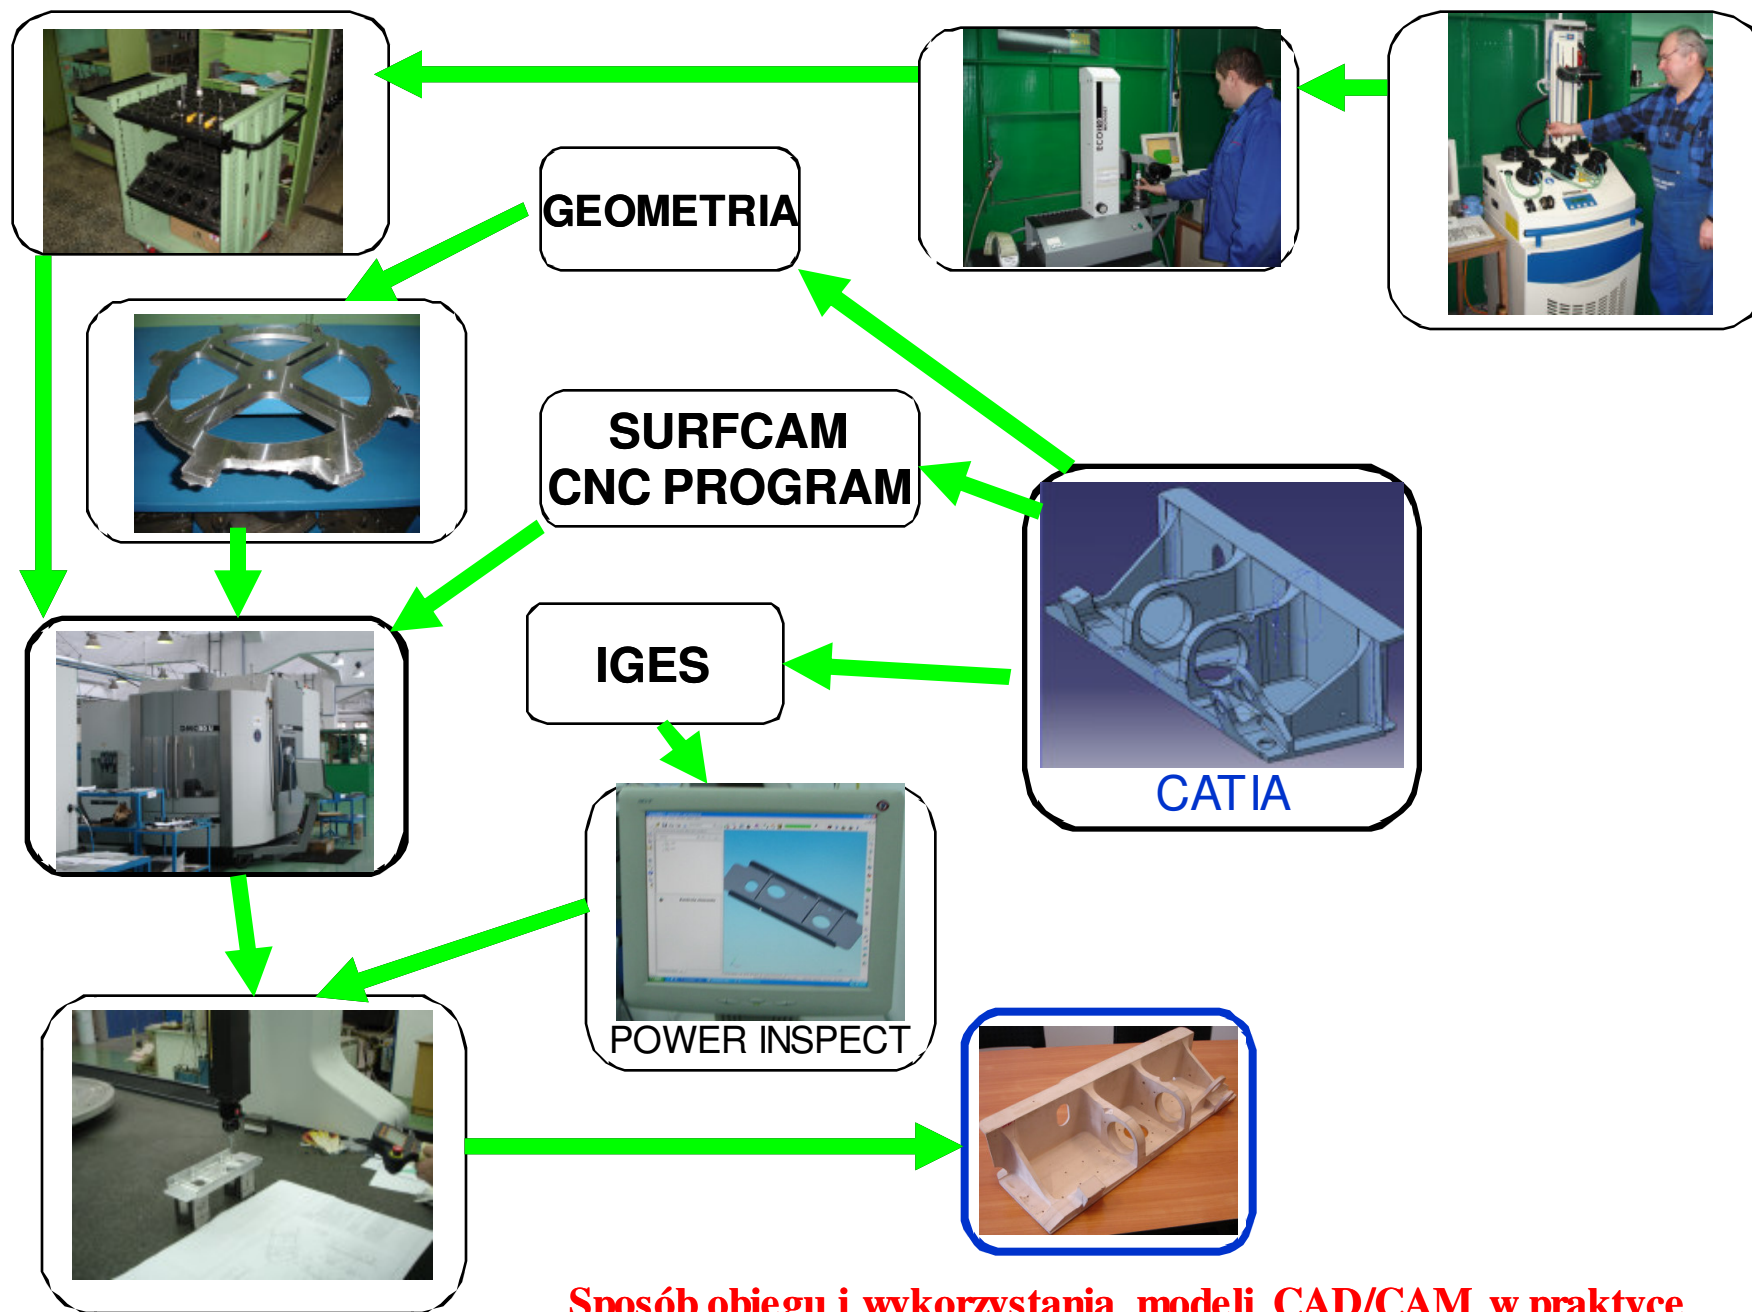 GEOMETRIA
SURFCAM
CNC PROGRAM
IGES
CATIA
POWER INSPECT
Sposób obiegu i wykorzystania modeli CAD/CAM w praktyce